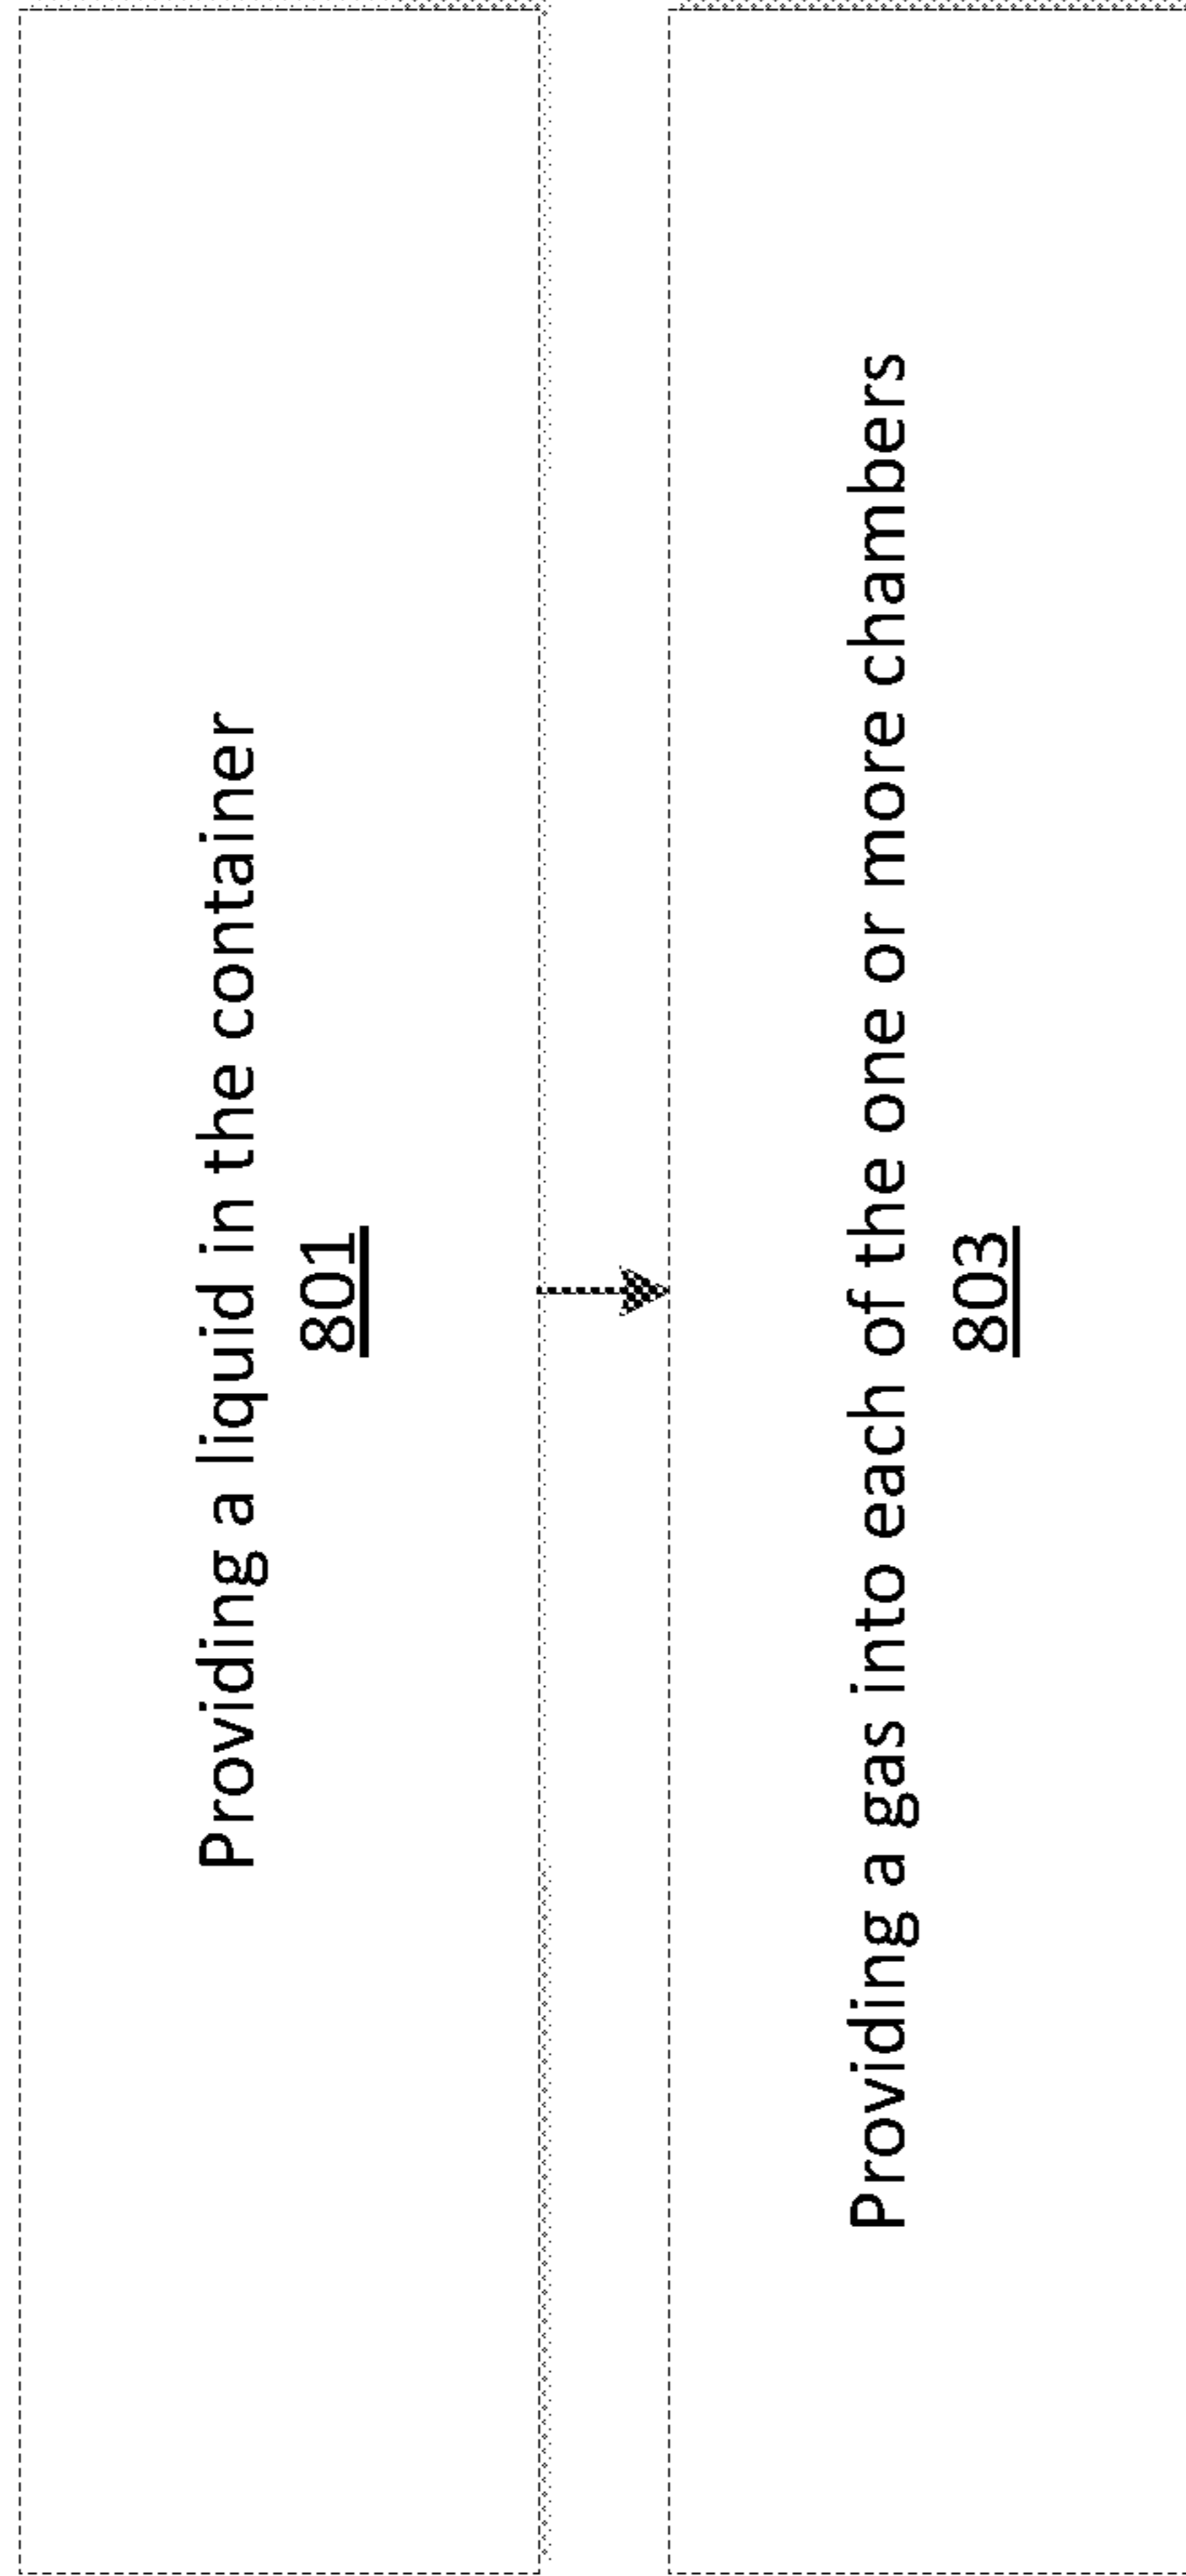 Providing a liquid in the container
801
Providing a gas into each of the one or more chambers
803